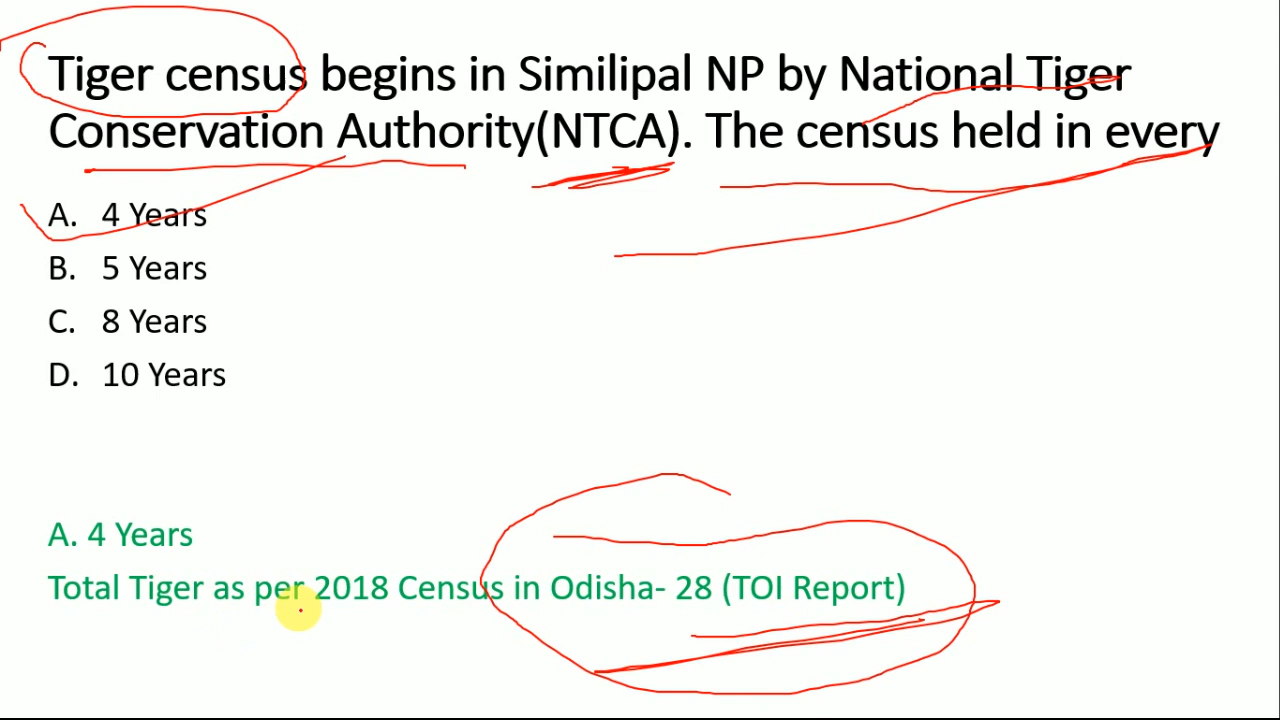 Tiger census begins in Similipal NP by National Tiger
Conservation Authority(NTCA). The census held in every
A. 4 Years
B. 5 Years
C. 8 Years
D. 10 Years
A. 4 Years
Total Tiger as per 2018 Census in Odisha- 28 (TOI Report)